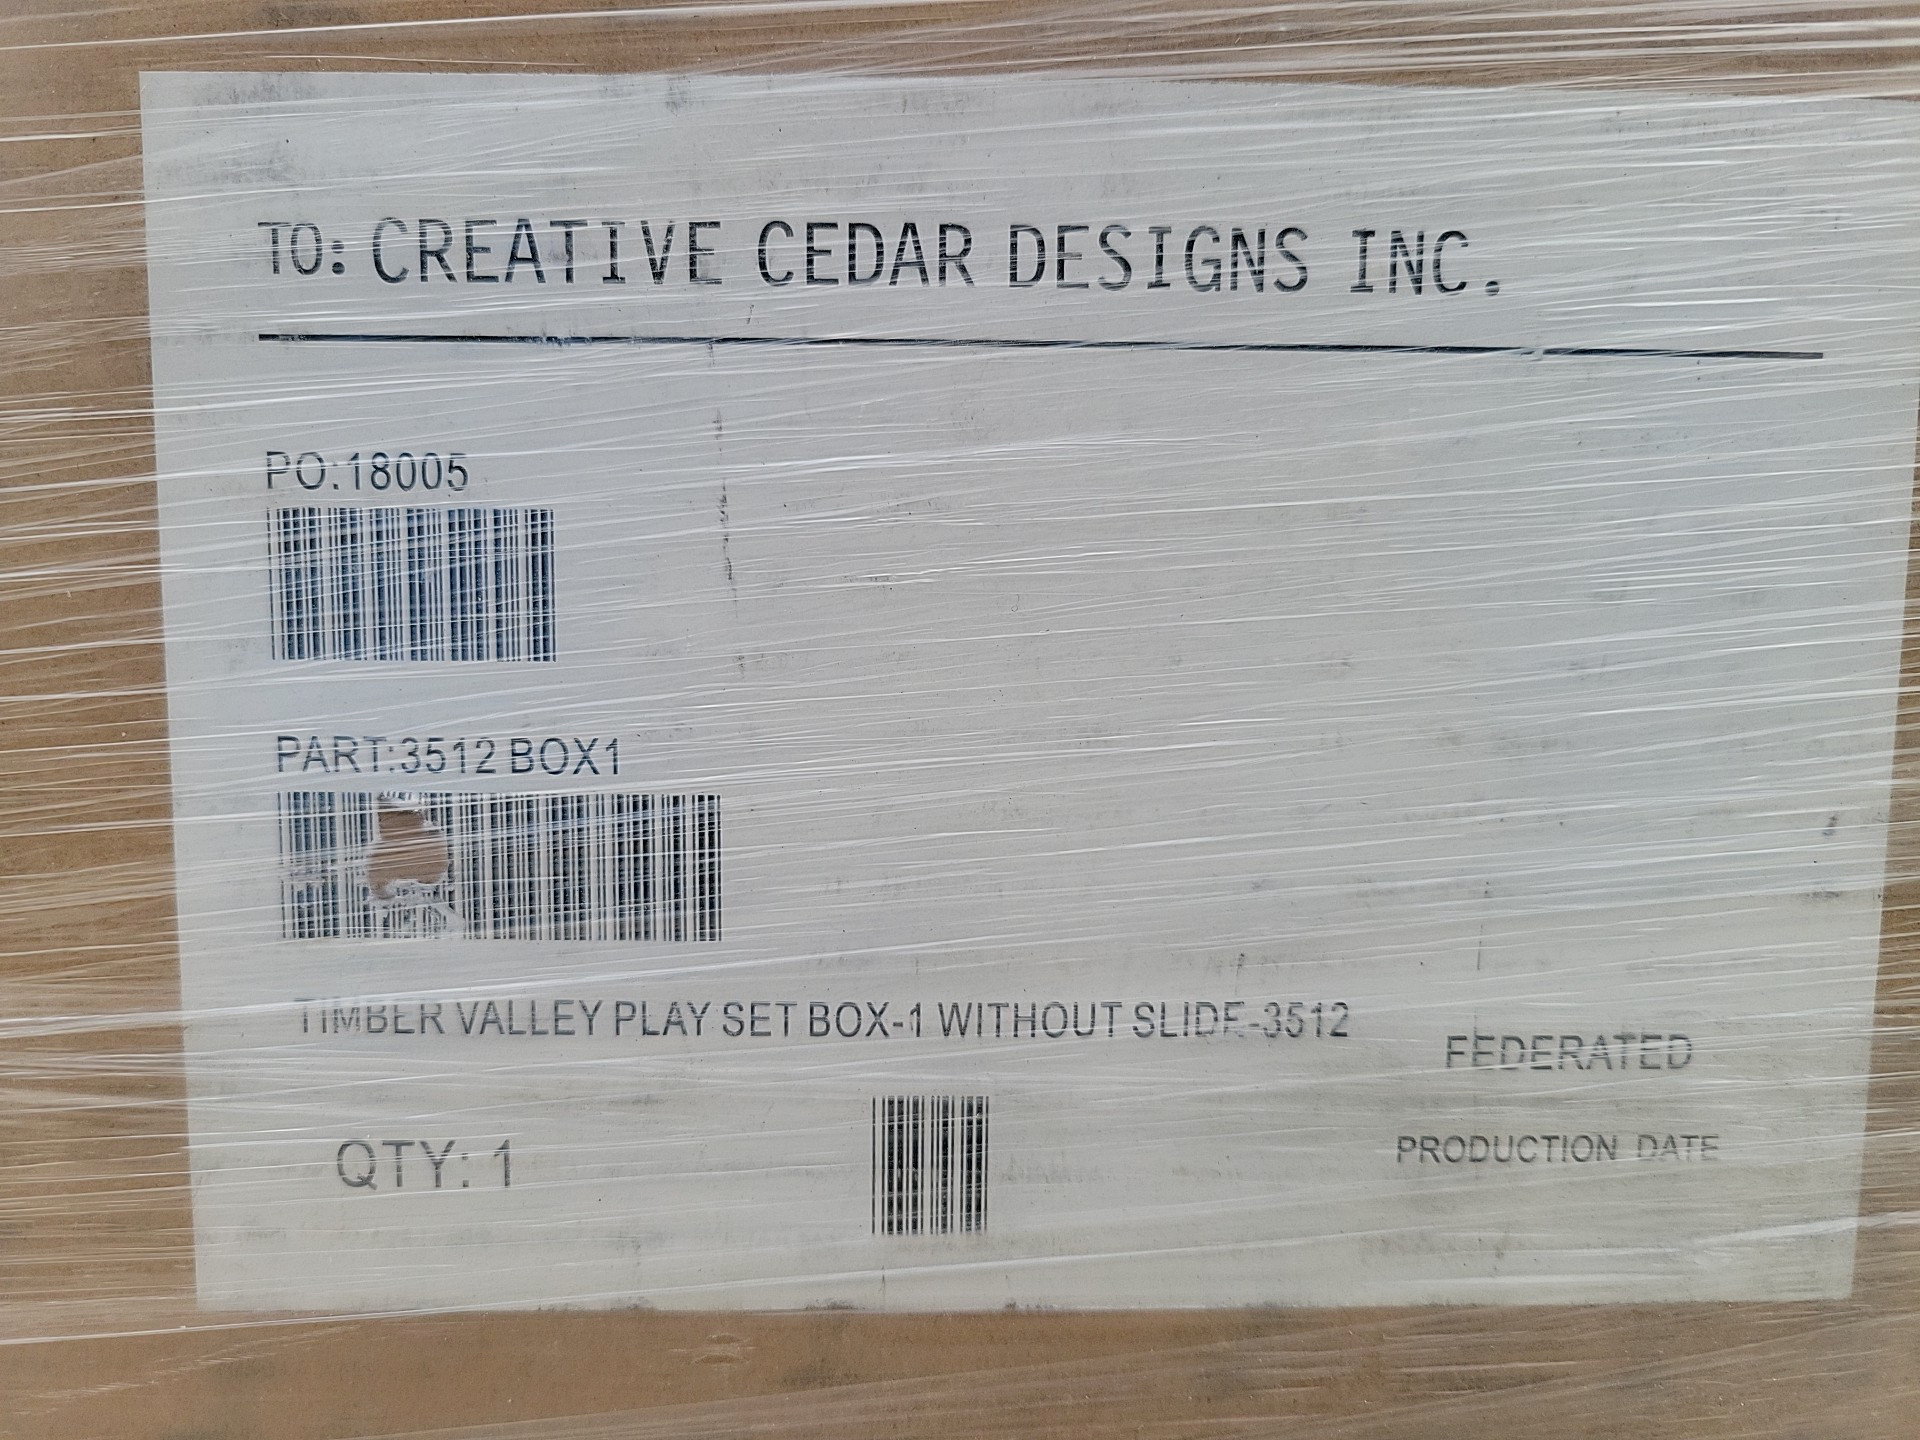 TO: CREATIVE CEDAR DESIGNS INC.
PO:18005
PART:3512 BOX1
TIMBER VALLEY PLAY SET BOX-1 WITHOUT SLIDE-3512
FEDERATED
QTY: 1
PRODUCTION DATE